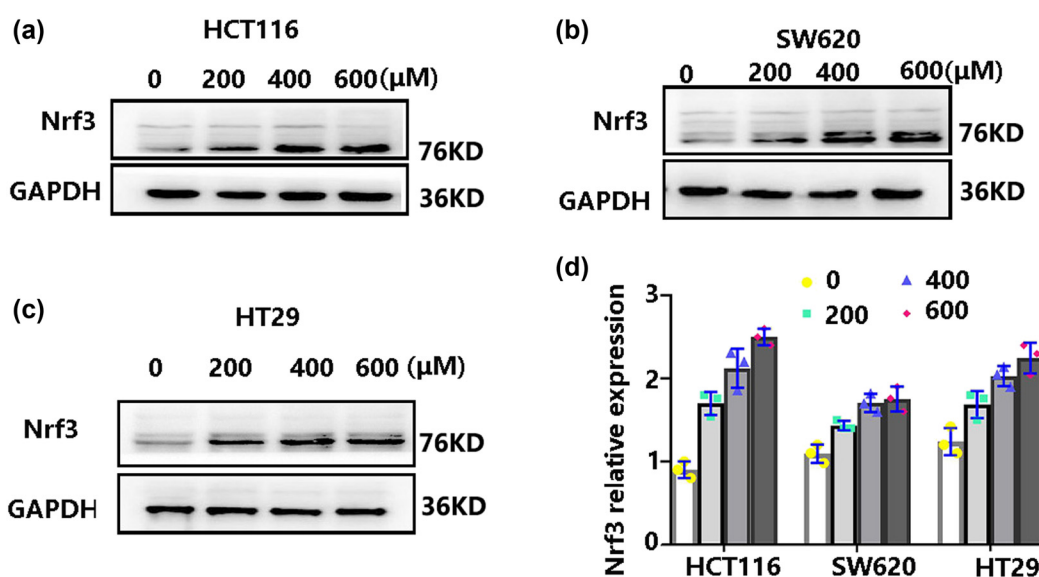 (a)
HCT116
0 200 400 600(μM)
Nrf3
76KD
GAPDH
36KD
(b)
SW620
0 200 400 600(μM)
Nrf3
76KD
GAPDH
36KD
(c)
HT29
0 200 400 600 (μM)
Nrf3
76KD
GAPDH
36KD
(d)
0 400
200 600
Nrf3 relative expression
3
2
1
0
HCT116 SW620 HT29